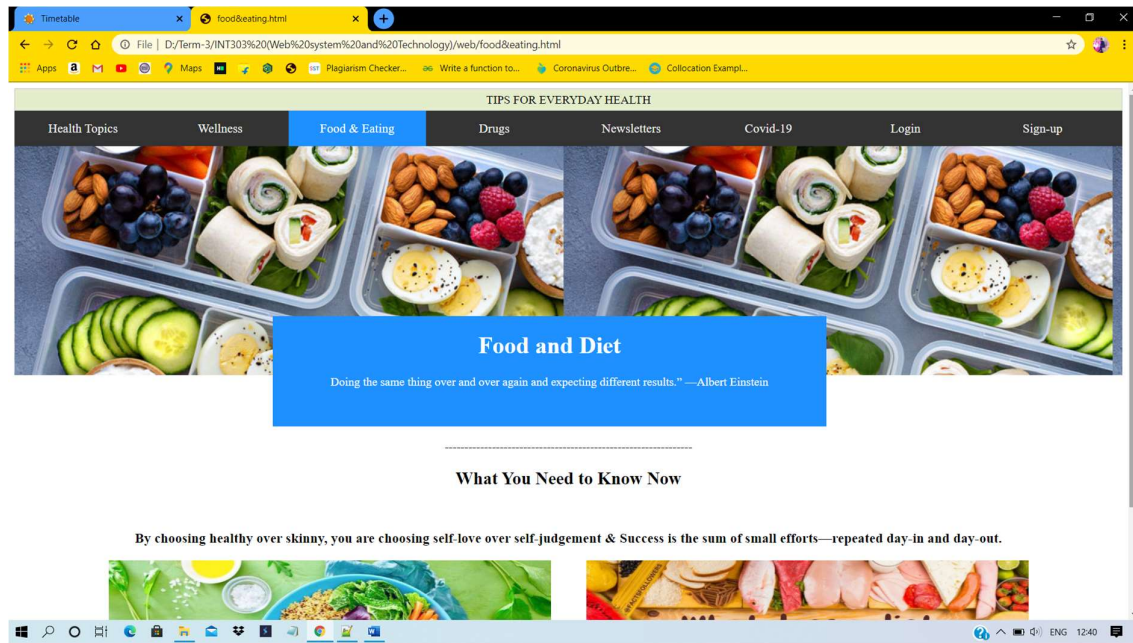 Timetable
food&eating.html
File | D:/Term-3/INT303%20(Web%20system%20and%20Technology)/web/food&eating.html
Apps
Maps
Plagiarism Checker...
Write a function to...
Coronavirus Outbre...
Collocation Exampl...
TIPS FOR EVERYDAY HEALTH
Health Topics Wellness Food & Eating Drugs Newsletters Covid-19 Login Sign-up
Food and Diet
Doing the same thing over and over again and expecting different results.” —Albert Einstein
What You Need to Know Now
By choosing healthy over skinny, you are choosing self-love over self-judgement & Success is the sum of small efforts—repeated day-in and day-out.
ENG 12:40